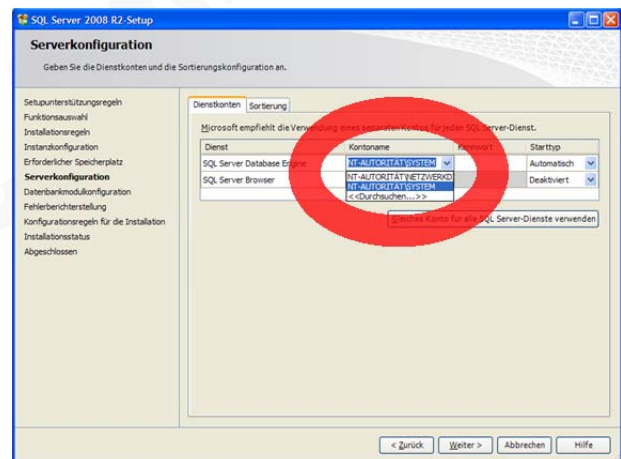 SQL Server 2008 R2-Setup
Serverkonfiguration
Geben Sie die Dienstkonten und die Sortierungskonfiguration an.
Setupunterstützungsregeln
Funktionsauswahl
Installationsregeln
Instanzkonfiguration
Erforderlicher Speicherplatz
Serverkonfiguration
Datenbankmodulkonfiguration
Fehlerberichterstellung
Konfigurationsregeln für die Installation
Installationsstatus
Abgeschlossen
Dienstkonten Sortierung
Microsoft empfiehlt die Verwendung eines separaten Kontos für jeden SQL Server-Dienst.
Dienst Kontoname Kennwort Starttyp
SQL Server Database Engine NT-AUTORITÄT\SYSTEM Automatisch
SQL Server Browser NT-AUTORITÄT\NETZWERKD Deaktiviert
NT-AUTORITÄT\SYSTEM
<<Durchsuchen...>>
Gleiches Konto für alle SQL Server-Dienste verwenden
< Zurück Weiter > Abbrechen Hilfe